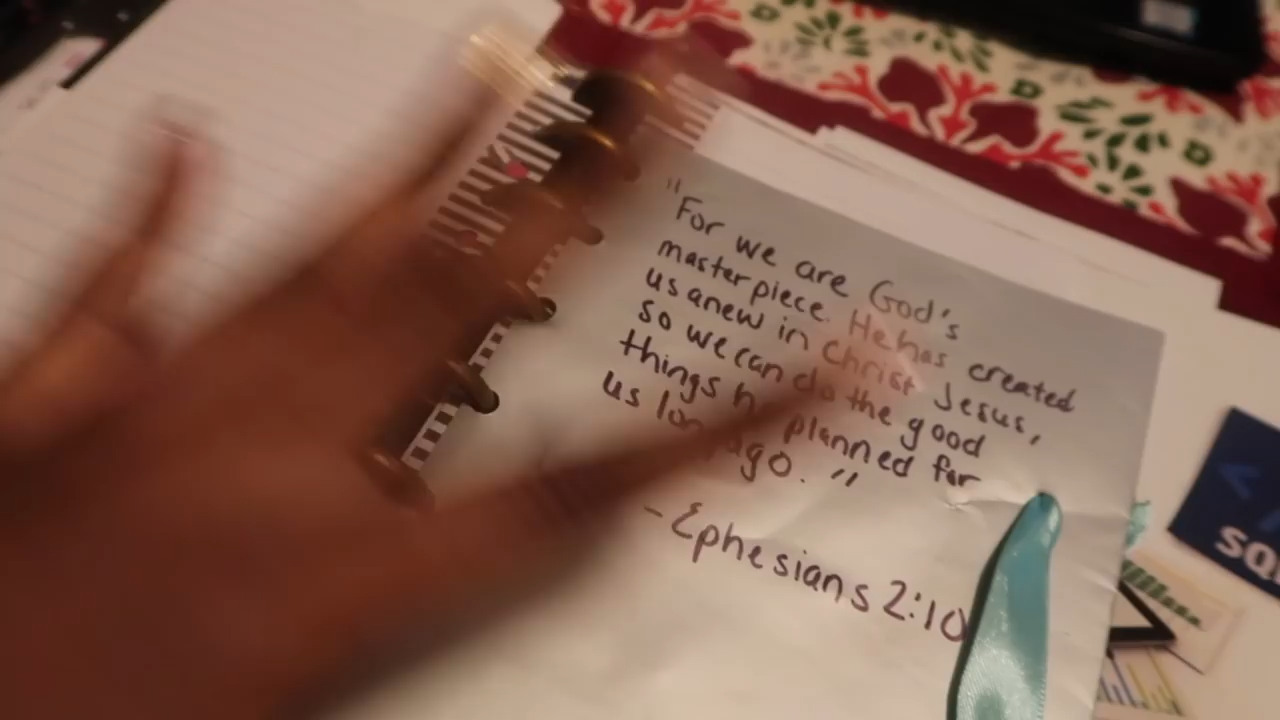 "For we are God's
masterpiece. He has created
us anew in Christ Jesus,
so we can do the good
things planned for
us ago."
- Ephesians 2:10